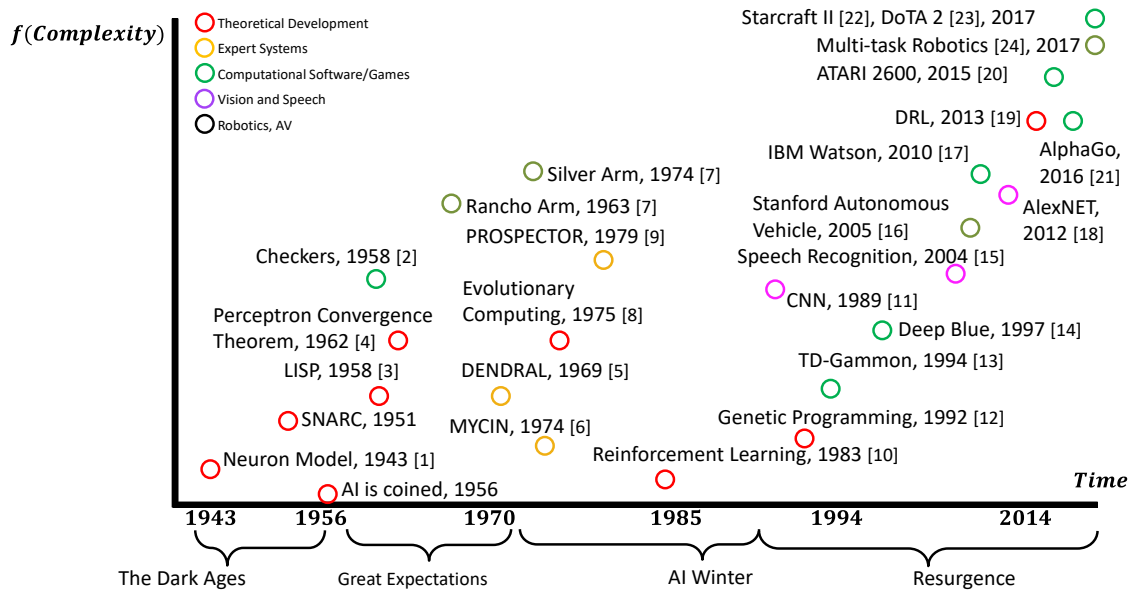 f(Complexity)
Theoretical Development
Expert Systems
Computational Software/Games
Vision and Speech
Robotics, AV
Starcraft II [22], DoTA 2 [23], 2017
Multi-task Robotics [24], 2017
ATARI 2600, 2015 [20]
DRL, 2013 [19]
IBM Watson, 2010 [17]
AlphaGo,
2016 [21]
Silver Arm, 1974 [7]
Stanford Autonomous
Vehicle, 2005 [16]
AlexNET,
2012 [18]
Rancho Arm, 1963 [7]
PROSPECTOR, 1979 [9]
Checkers, 1958 [2]
Speech Recognition, 2004 [15]
Evolutionary
Computing, 1975 [8]
CNN, 1989 [11]
Perceptron Convergence
Theorem, 1962 [4]
Deep Blue, 1997 [14]
LISP, 1958 [3]
DENDRAL, 1969 [5]
TD-Gammon, 1994 [13]
SNARC, 1951
MYCIN, 1974 [6]
Genetic Programming, 1992 [12]
Neuron Model, 1943 [1]
Reinforcement Learning, 1983 [10]
AI is coined, 1956
Time
1943 1956 1970 1985 1994 2014
The Dark Ages Great Expectations AI Winter Resurgence